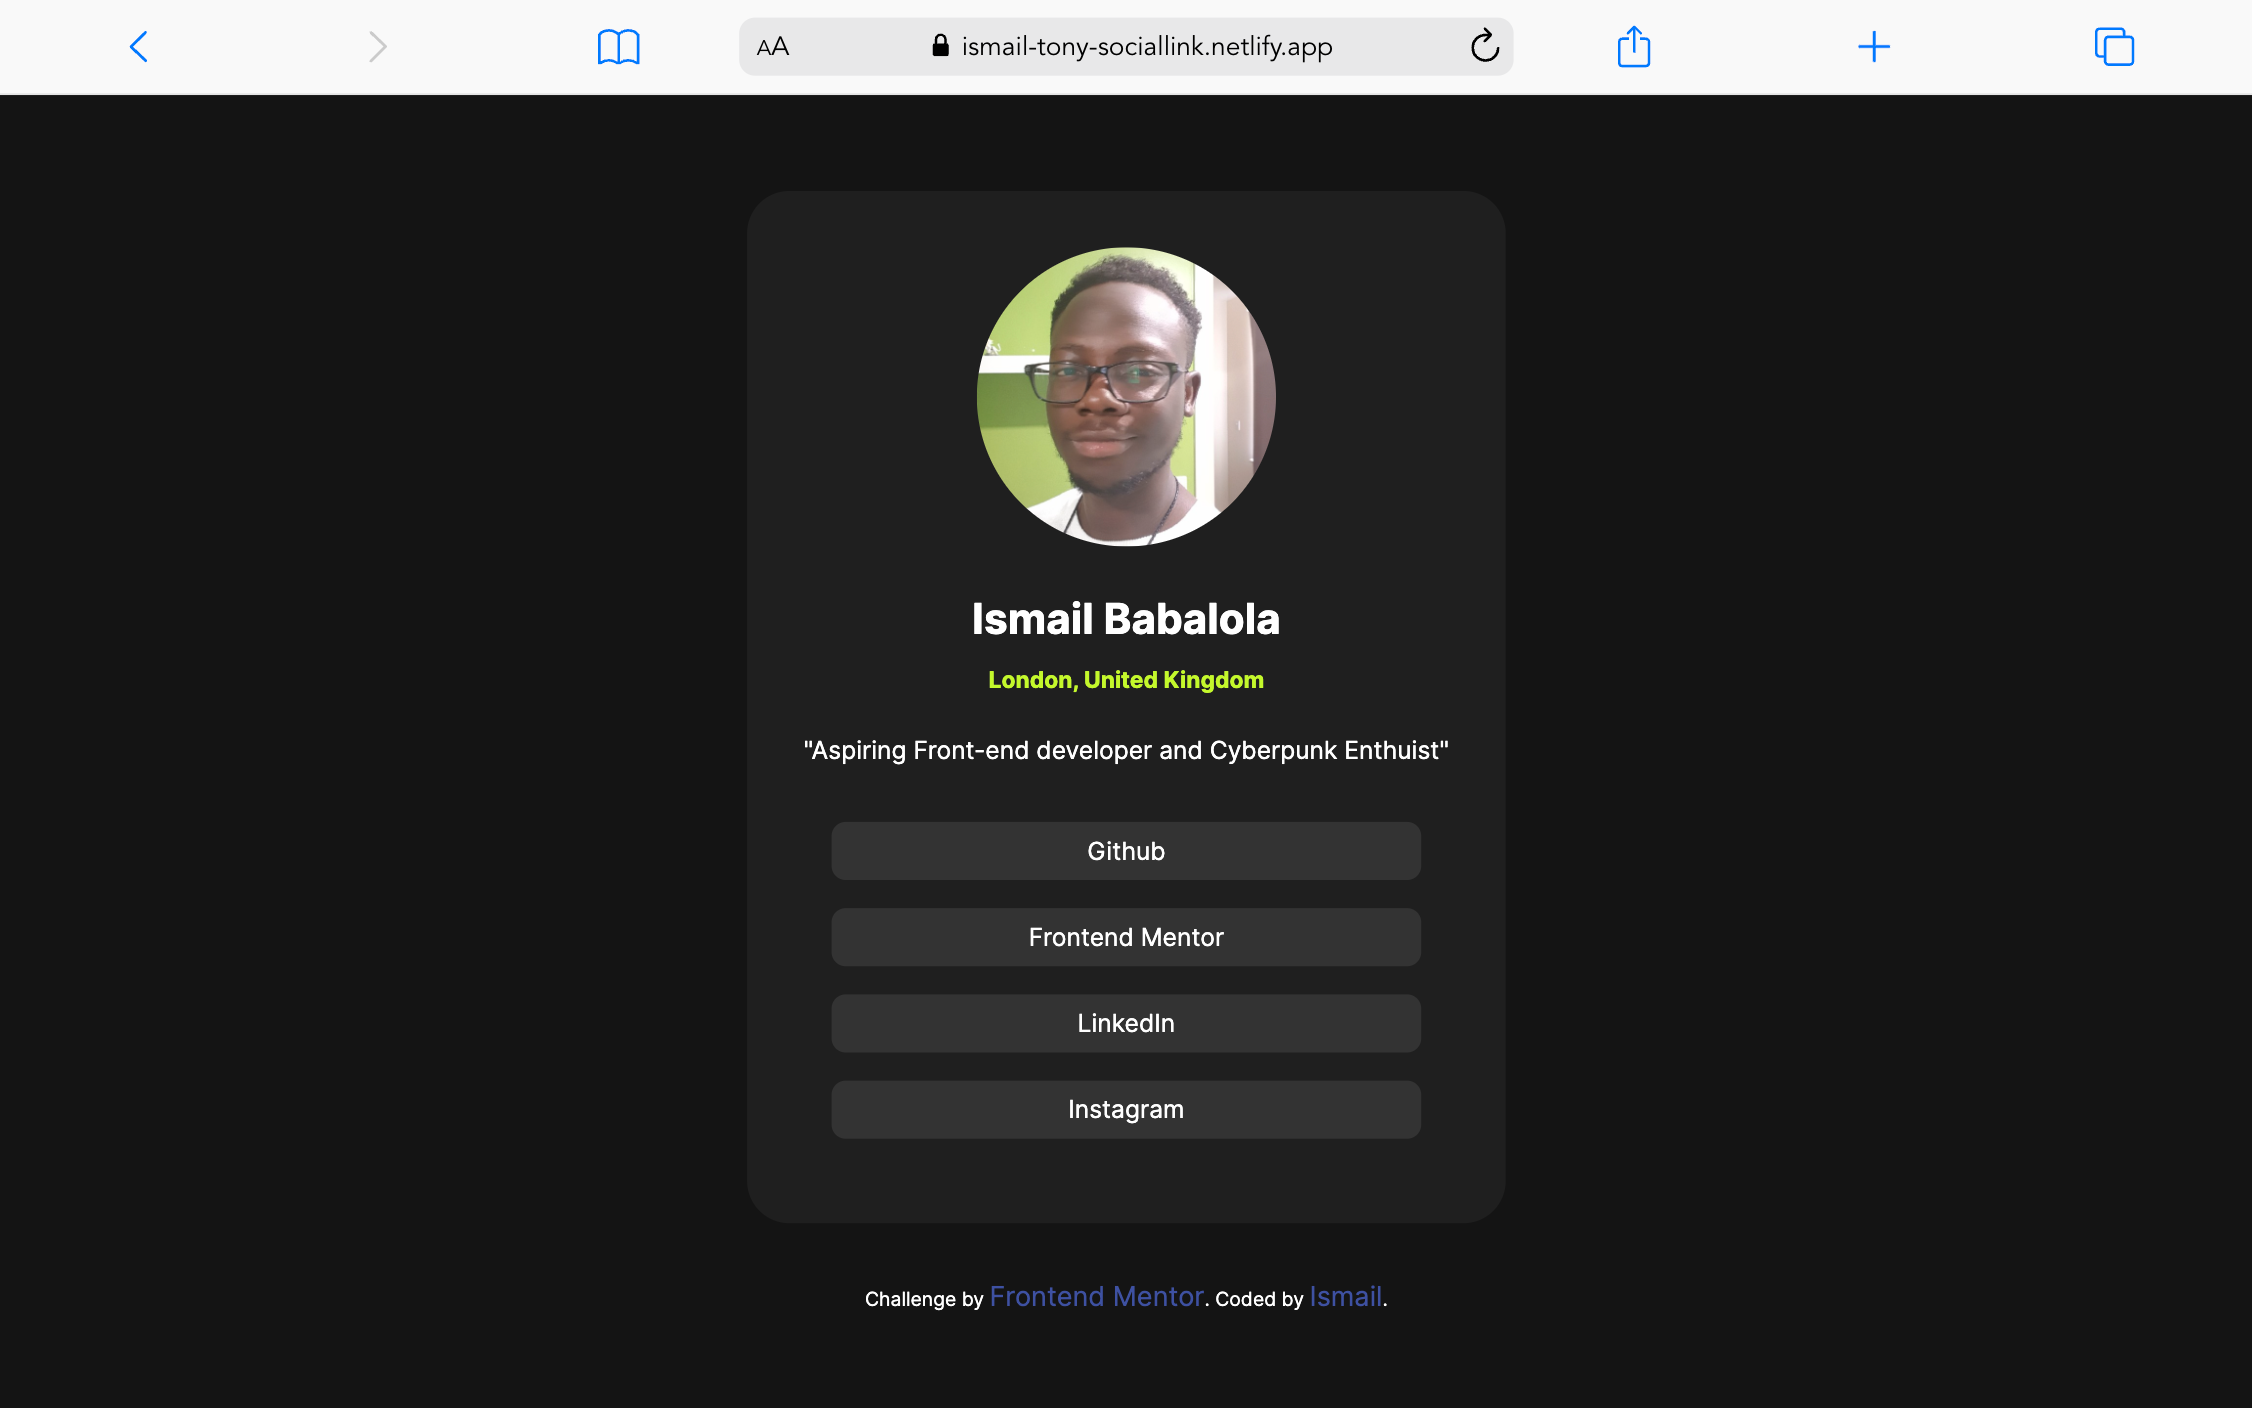 AA ismail-tony-sociallink.netlify.app
Ismail Babalola
London, United Kingdom
"Aspiring Front-end developer and Cyberpunk Enthuist"
Github
Frontend Mentor
LinkedIn
Instagram
Challenge by Frontend Mentor. Coded by Ismail.